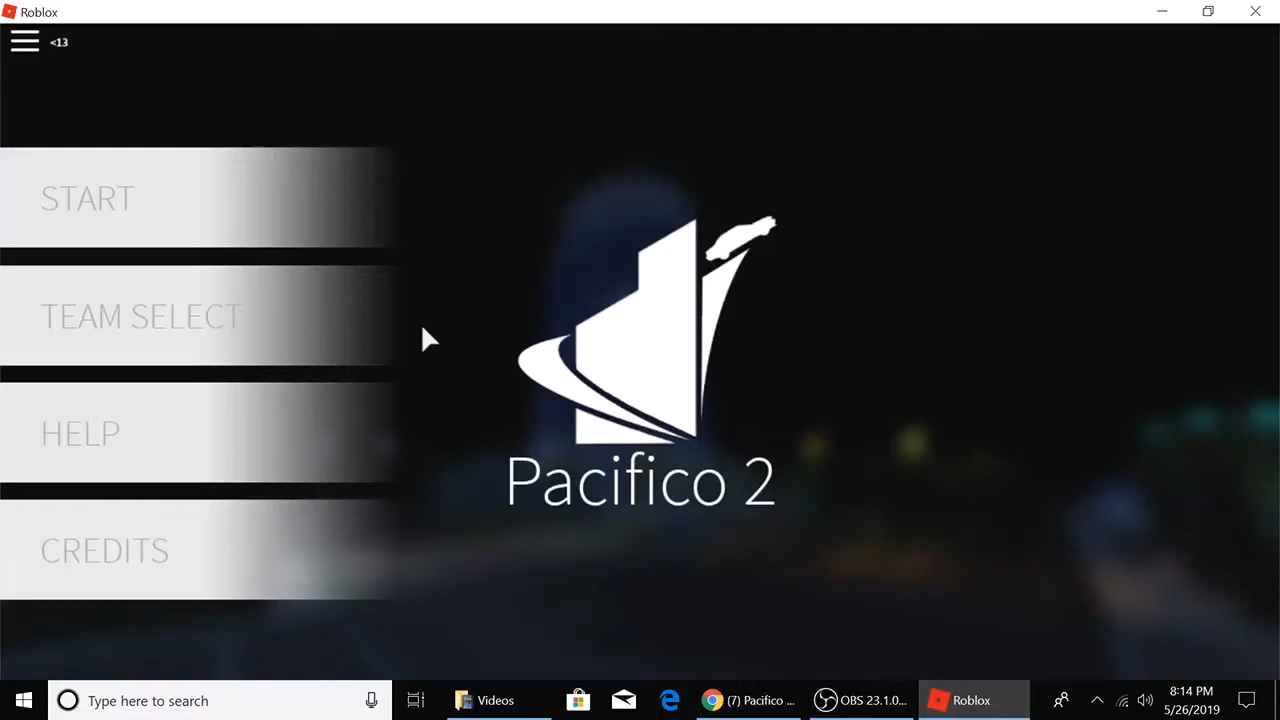 Roblox
<13
START
TEAM SELECT
HELP
CREDITS
Pacifico 2
Type here to search
Videos
(7) Pacifico ...
OBS 23.1.0...
Roblox
8:14 PM
5/26/2019